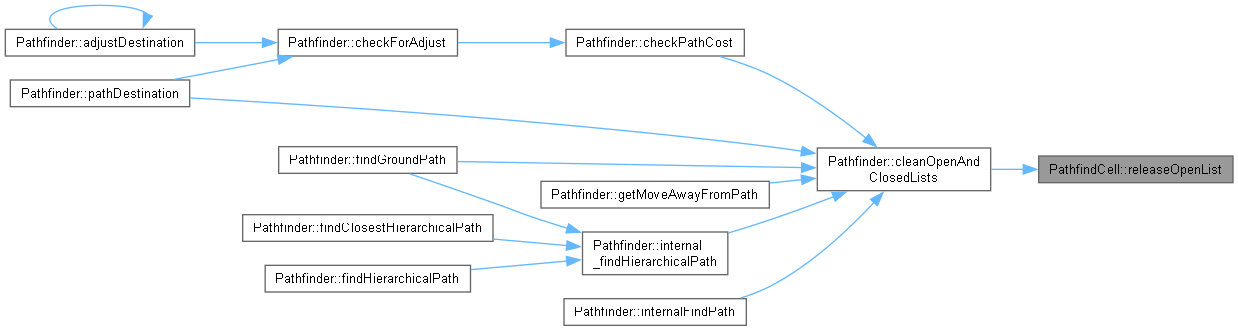 Pathfinder::adjustDestination
Pathfinder::checkForAdjust
Pathfinder::checkPathCost
Pathfinder::pathDestination
Pathfinder::findGroundPath
Pathfinder::cleanOpenAnd
ClosedLists
PathfindCell::releaseOpenList
Pathfinder::getMoveAwayFromPath
Pathfinder::findClosestHierarchicalPath
Pathfinder::internal
_findHierarchicalPath
Pathfinder::findHierarchicalPath
Pathfinder::internalFindPath